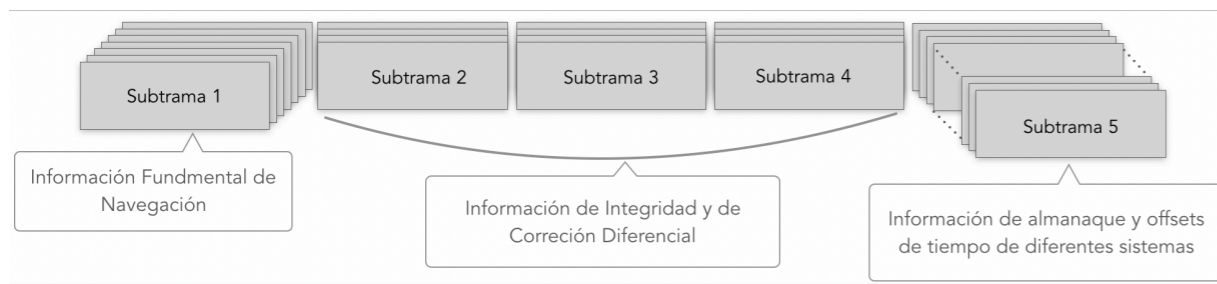 Subtrama 1
Subtrama 2
Subtrama 3
Subtrama 4
Subtrama 5
Información Fundmental de
Navegación
Información de Integridad y de
Correción Diferencial
Información de almanaque y offsets
de tiempo de diferentes sistemas